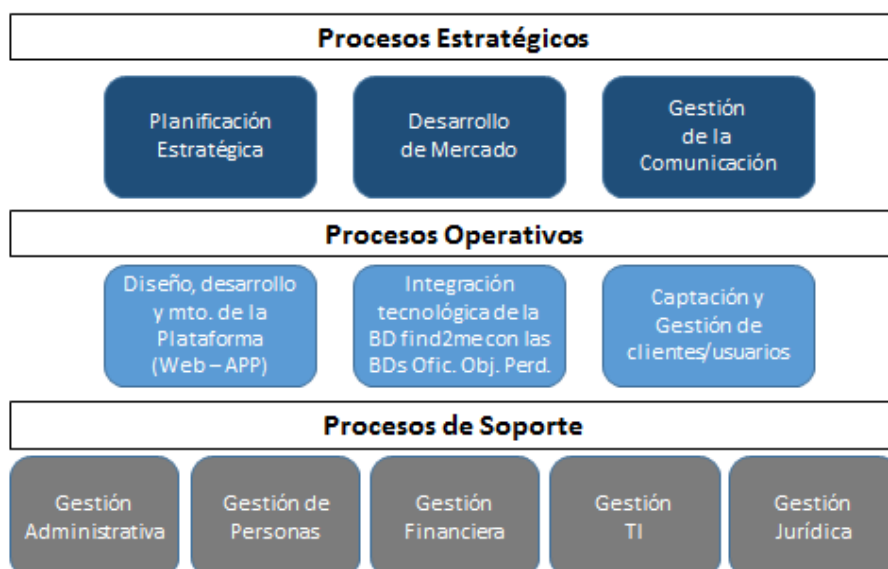 Procesos Estratégicos
Planificación
Estratégica
Desarrollo
de Mercado
Gestión
de la
Comunicación
Procesos Operativos
Diseño, desarrollo
y mto. de la
Plataforma
(Web – APP)
Integración
tecnológica de la
BD find2me con las
BDs Ofic. Obj. Perd.
Captación y
Gestión de
clientes/usuarios
Procesos de Soporte
Gestión
Administrativa
Gestión de
Personas
Gestión
Financiera
Gestión
TI
Gestión
Jurídica